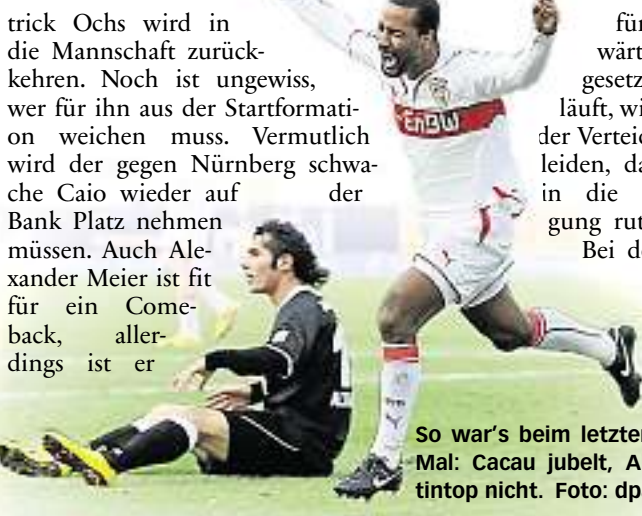 trick Ochs wird in
die Mannschaft zurück-
kehren. Noch ist ungewiss,
wer für ihn aus der Startformati-
on weichen muss. Vermutlich
wird der gegen Nürnberg schwa-
che Caio wieder auf der
Bank Platz nehmen
müssen. Auch Ale-
xander Meier ist fit
für ein Come-
back, aller-
dings ist er
für
wärt
gesetz
läuft, wi
der Verteid
leiden, da
in die
gung rut
Bei de
EnBW
So war's beim letzten
Mal: Cacau jubelt, A
tintop nicht. Foto: dp